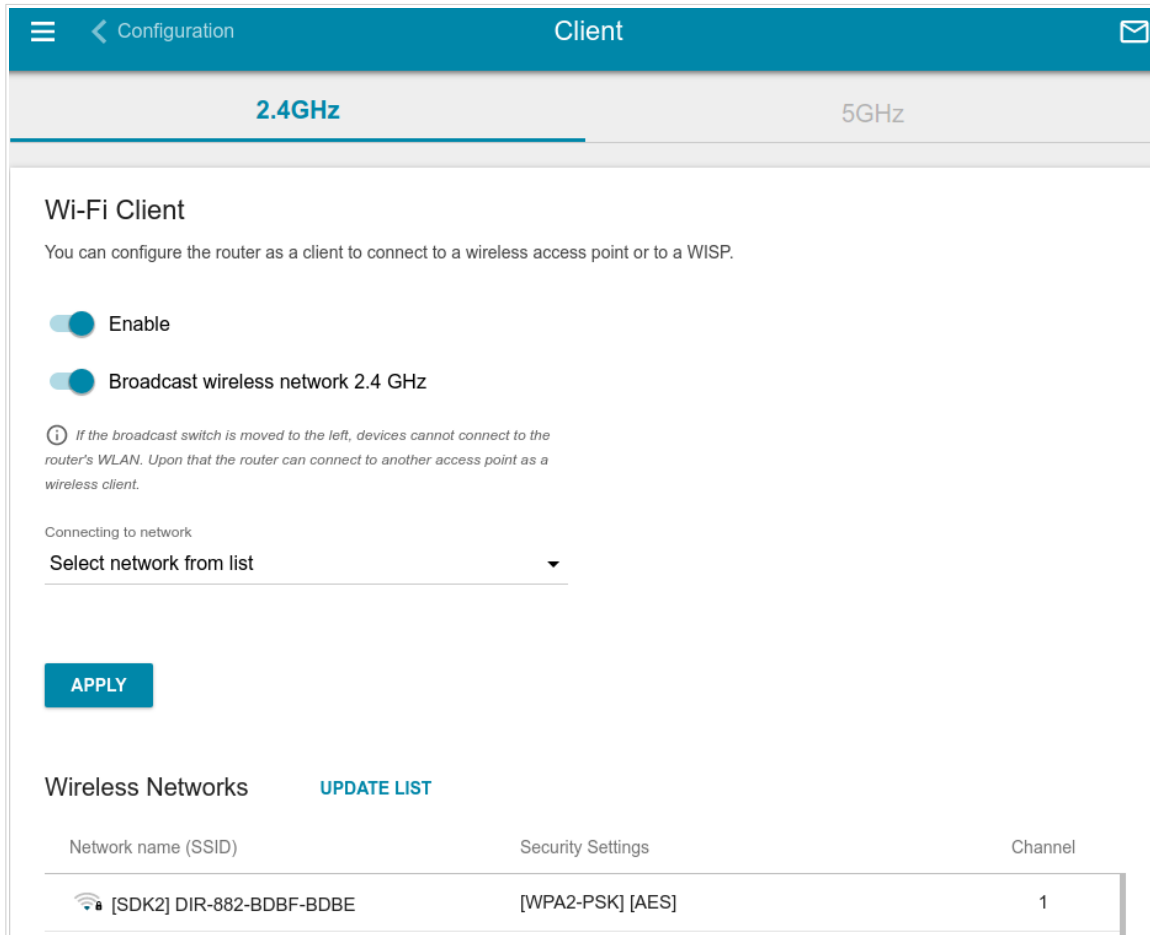 Configuration
Client
2.4GHz
5GHz
Wi-Fi Client
You can configure the router as a client to connect to a wireless access point or to a WISP.
Enable
Broadcast wireless network 2.4 GHz
If the broadcast switch is moved to the left, devices cannot connect to the
router's WLAN. Upon that the router can connect to another access point as a
wireless client.
Connecting to network
Select network from list
APPLY
Wireless Networks UPDATE LIST
Network name (SSID) Security Settings Channel
[SDK2] DIR-882-BDBF-BDBE [WPA2-PSK] [AES] 1